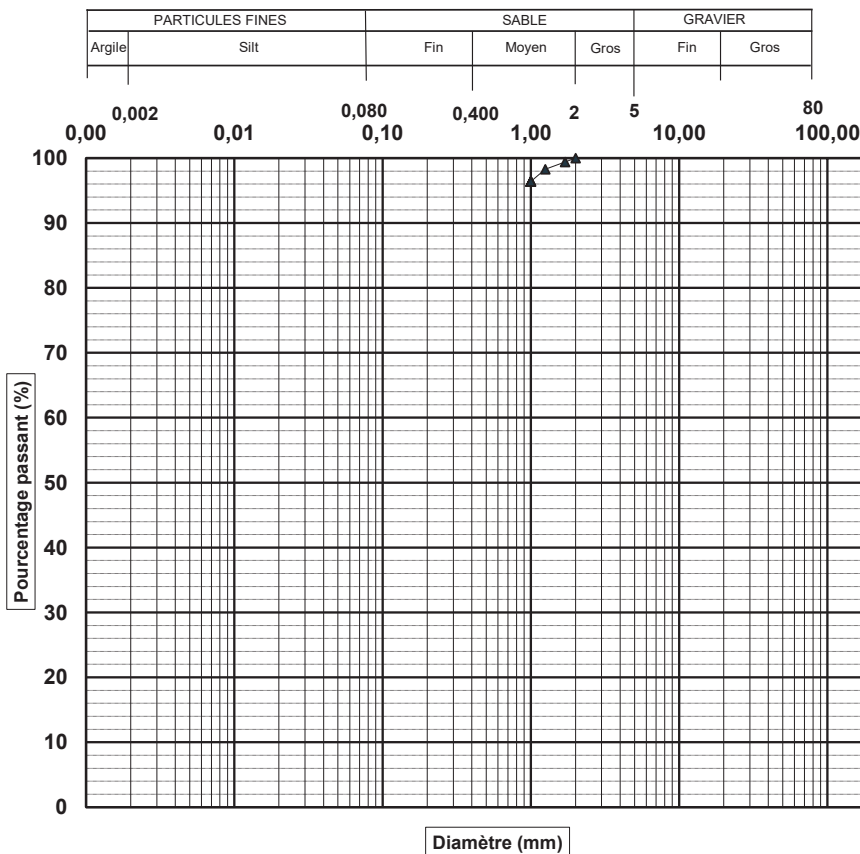 PARTICULES FINES SABLE GRAVIER
Argile Silt Fin Moyen Gros Fin Gros
0,002 0,080 0,400 2 5 80
0,00 0,01 0,10 1,00 10,00 100,00
100
90
80
70
60
50
40
30
20
10
0
Pourcentage passant (%)
Diamètre (mm)